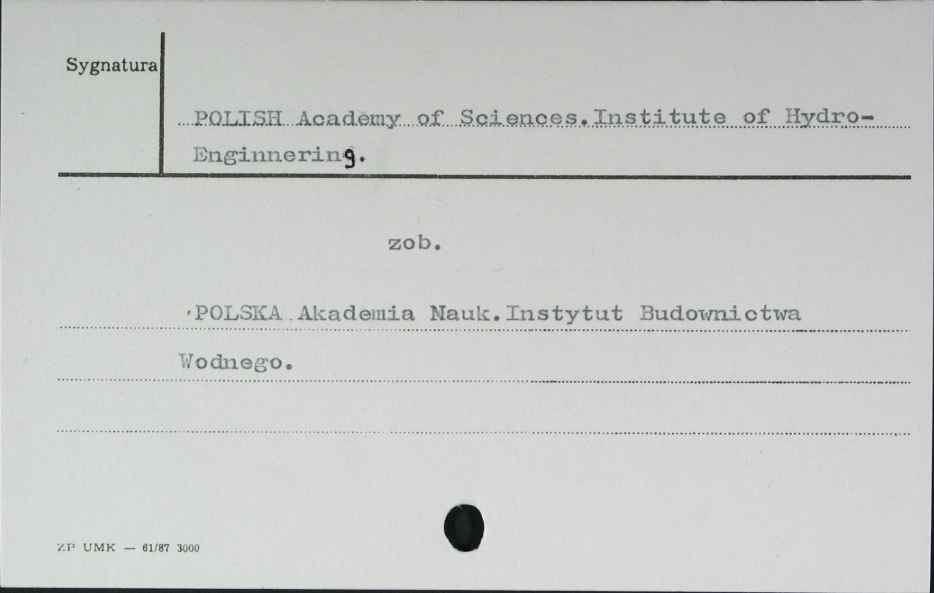 Sygnatura
POLISH Academy of Sciences.Institute of Hydro-
Enginnering.
zob.
POLSKA Akademia Nauk.Instytut Budownictwa
Wodnego.
ZP UMK — 61/87 3000